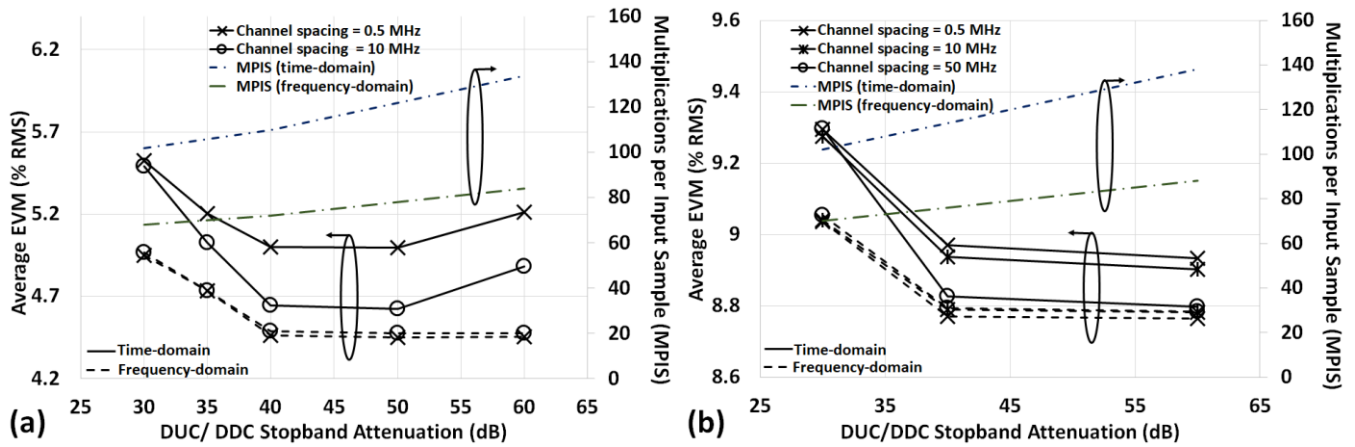 6.2
5.7
5.2
4.7
4.2
Average EVM (% RMS)
160
140
120
100
80
60
40
20
0
Multiplications per Input Sample (MPIS)
Channel spacing = 0.5 MHz
Channel spacing = 10 MHz
MPIS (time-domain)
MPIS (frequency-domain)
Time-domain
Frequency-domain
25 30 35 40 45 50 55 60 65
(a)
DUC/ DDC Stopband Attenuation (dB)
9.6
9.4
9.2
9
8.8
8.6
Average EVM (% RMS)
160
140
120
100
80
60
40
20
0
Multiplications per Input Sample (MPIS)
Channel spacing = 0.5 MHz
Channel spacing = 10 MHz
Channel spacing = 50 MHz
MPIS (time-domain)
MPIS (frequency-domain)
Time-domain
Frequency-domain
25 35 45 55 65
(b)
DUC/DDC Stopband Attenuation (dB)